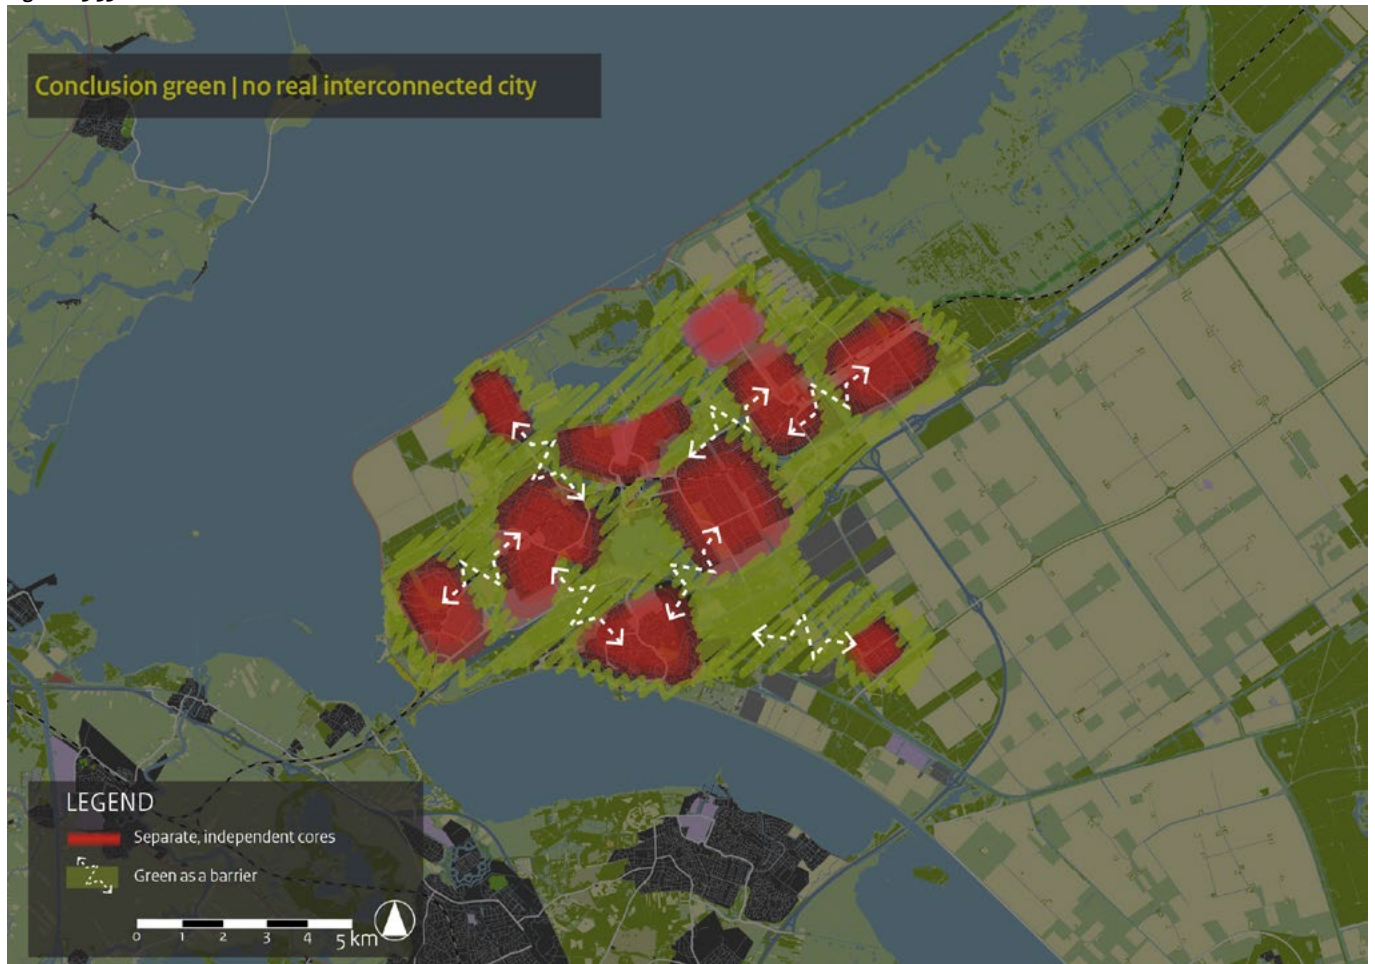 Conclusion green | no real interconnected city
LEGEND
Separate, independent cores
Green as a barrier
0 1 2 3 4 5 km